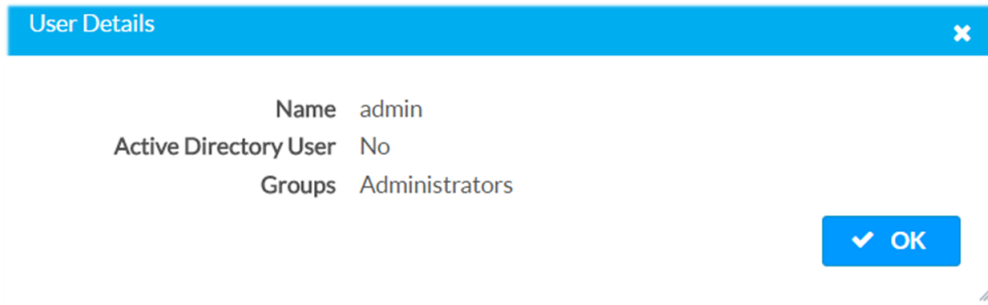 User Details
Name admin
Active Directory User No
Groups Administrators
OK